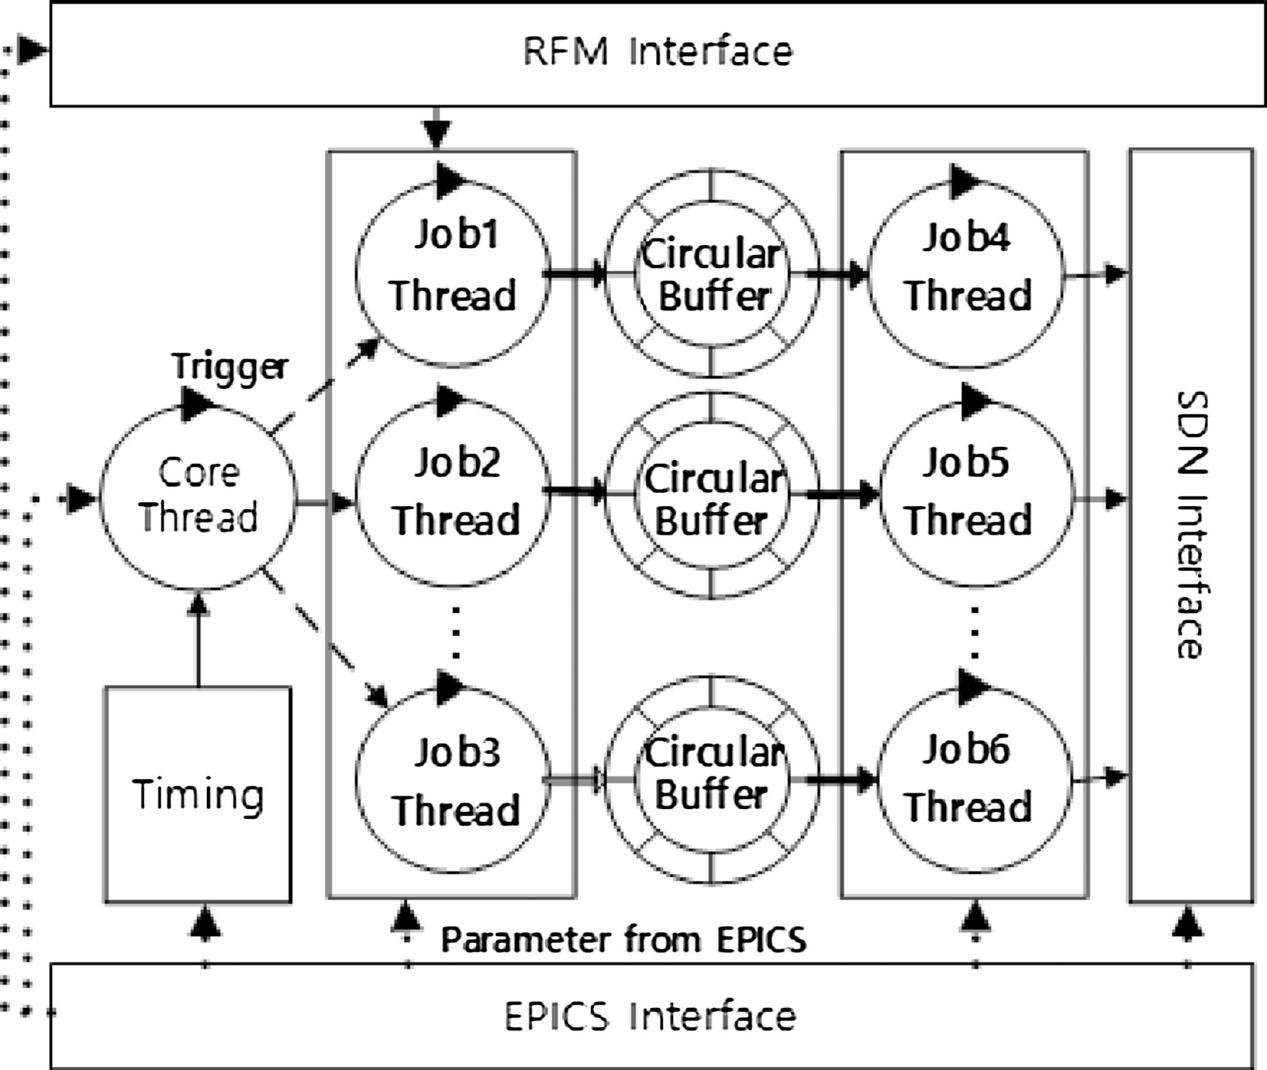 RFM Interface
Job1
Thread
Circular
Buffer
Job4
Thread
Trigger
Core
Thread
Job2
Thread
Circular
Buffer
Job5
Thread
SDN Interface
Timing
Job3
Thread
Circular
Buffer
Job6
Thread
Parameter from EPICS
EPICS Interface